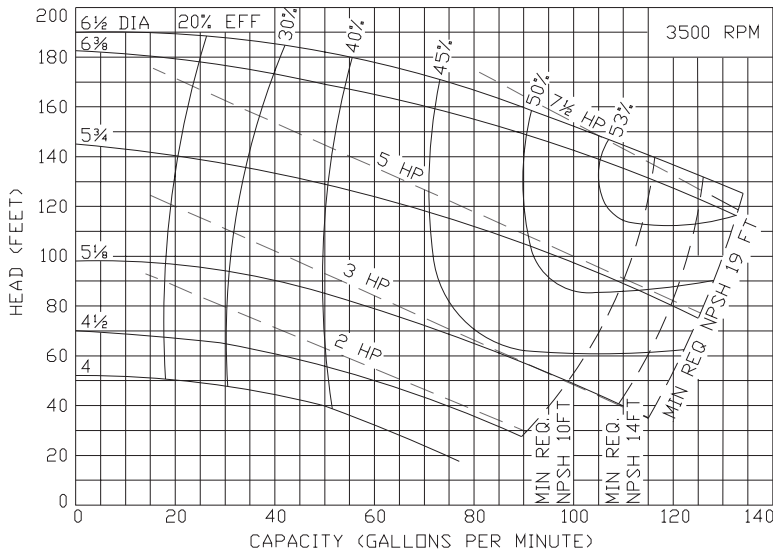 200
180
160
140
120
100
80
60
40
20
0
HEAD (FEET)
6½ DIA
20% EFF
30%
40%
45%
50%
53%
3500 RPM
6⅜
5¾
5⅛
4½
4
7½ HP
5 HP
3 HP
2 HP
MIN REQ.
NPSH 10FT
MIN REQ.
NPSH 14FT
MIN REQ NPSH 19 FT
0
20
40
60
80
100
120
140
CAPACITY (GALLONS PER MINUTE)